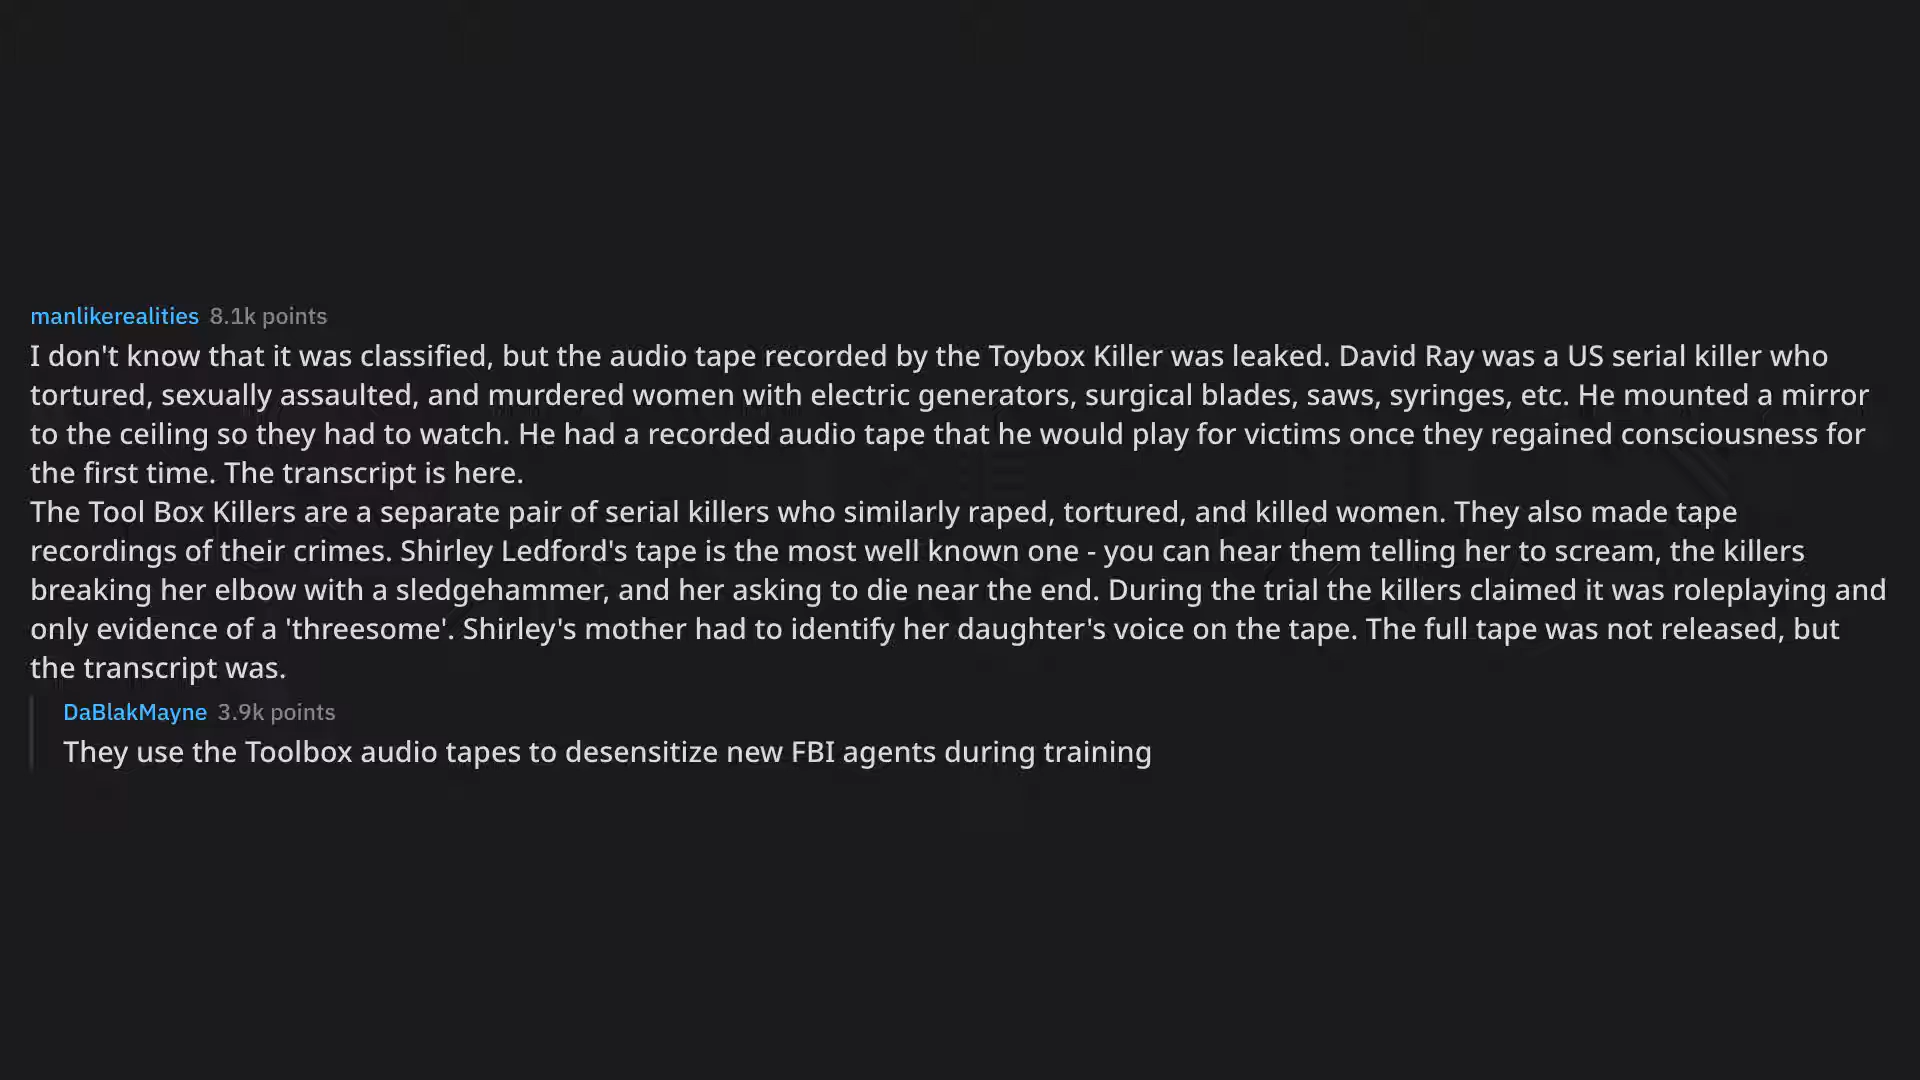 manlikerealities 8.1k points
I don't know that it was classified, but the audio tape recorded by the Toybox Killer was leaked. David Ray was a US serial killer who
tortured, sexually assaulted, and murdered women with electric generators, surgical blades, saws, syringes, etc. He mounted a mirror
to the ceiling so they had to watch. He had a recorded audio tape that he would play for victims once they regained consciousness for
the first time. The transcript is here.
The Tool Box Killers are a separate pair of serial killers who similarly raped, tortured, and killed women. They also made tape
recordings of their crimes. Shirley Ledford's tape is the most well known one - you can hear them telling her to scream, the killers
breaking her elbow with a sledgehammer, and her asking to die near the end. During the trial the killers claimed it was roleplaying and
only evidence of a 'threesome'. Shirley's mother had to identify her daughter's voice on the tape. The full tape was not released, but
the transcript was.
DaBlakMayne 3.9k points
They use the Toolbox audio tapes to desensitize new FBI agents during training